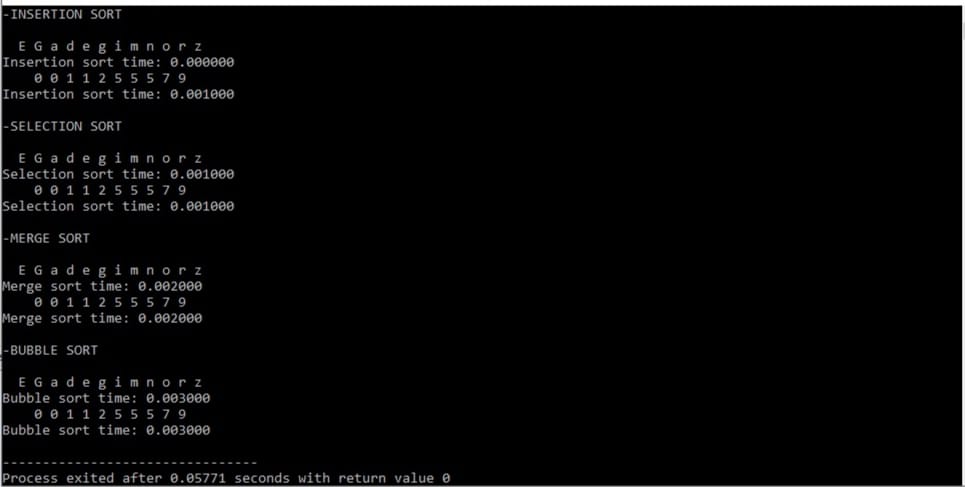 -INSERTION SORT
E G a d e g i m n o r z
Insertion sort time: 0.000000
0 0 1 1 2 5 5 5 7 9
Insertion sort time: 0.001000
-SELECTION SORT
E G a d e g i m n o r z
Selection sort time: 0.001000
0 0 1 1 2 5 5 5 7 9
Selection sort time: 0.001000
-MERGE SORT
E G a d e g i m n o r z
Merge sort time: 0.002000
0 0 1 1 2 5 5 5 7 9
Merge sort time: 0.002000
-BUBBLE SORT
E G a d e g i m n o r z
Bubble sort time: 0.003000
0 0 1 1 2 5 5 5 7 9
Bubble sort time: 0.003000
--------------------------------
Process exited after 0.05771 seconds with return value 0